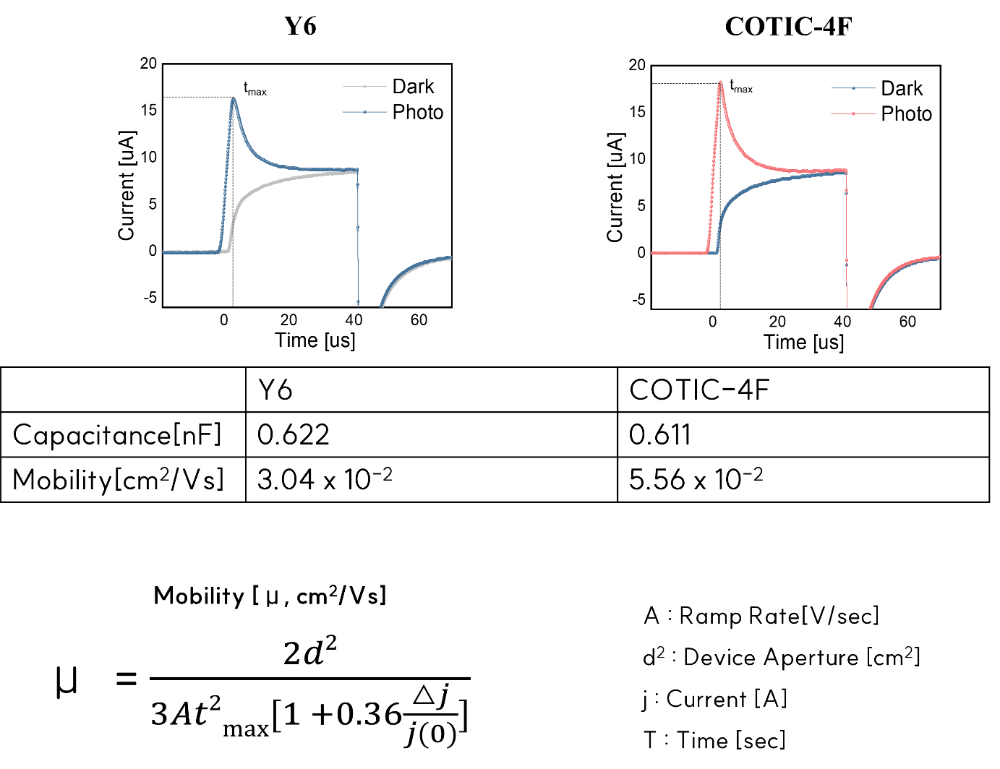 Y6
COTIC-4F
20
15
10
5
0
-5
Current [uA]
t_max
Dark
Photo
0 20 40 60
Time [us]
20
15
10
5
0
-5
Current [uA]
t_max
Dark
Photo
0 20 40 60
Time [us]
Y6 COTIC-4F
Capacitance[nF] 0.622 0.611
Mobility[cm²/Vs] 3.04 x 10⁻² 5.56 x 10⁻²
Mobility [ μ, cm²/Vs]
μ = 2d² / 3At²_max[1 +0.36 △j / j(0)]
A : Ramp Rate[V/sec]
d² : Device Aperture [cm²]
j : Current [A]
T : Time [sec]